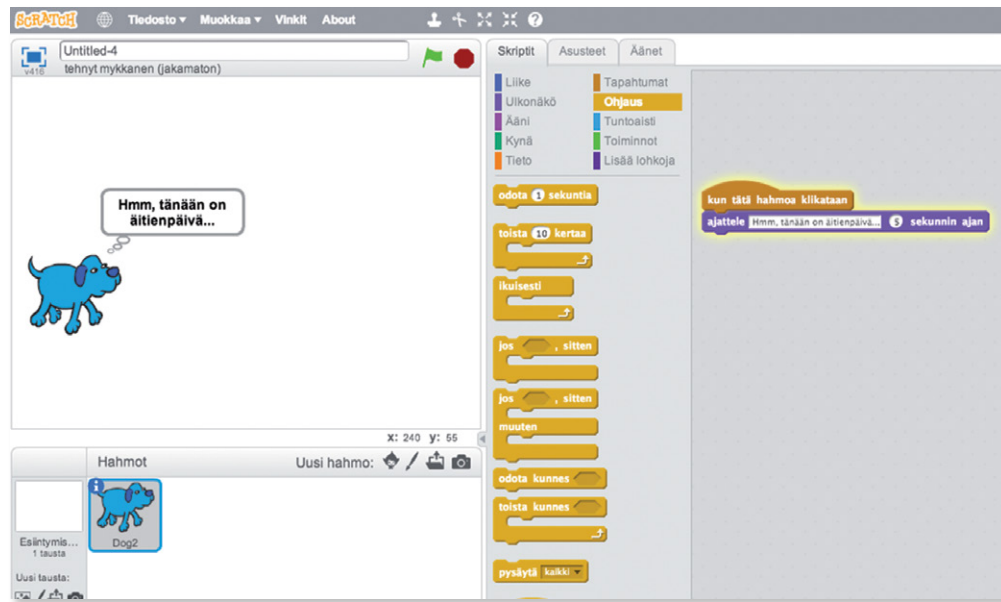 SCRATCH Tiedosto Muokkaa Vinkit About
Untitled-4
v416 tehnyt mykkanen (jakamaton)
Hmm, tänään on
äitienpäivä...
X: 240 y: 55
Hahmot Uusi hahmo:
Esiintymis...
1 tausta
Dog2
Uusi tausta:
Skriptit Asusteet Äänet
Liike Tapahtumat
Ulkonäkö Ohjaus
Ääni Tuntoaisti
Kynä Toiminnot
Tieto Lisää lohkoja
odota 1 sekuntia
toista 10 kertaa
ikuisesti
jos , sitten
jos , sitten
muuten
odota kunnes
toista kunnes
pysäytä kaikki
kun tätä hahmoa klikataan
ajattele Hmm, tänään on äitienpäivä... 5 sekunnin ajan